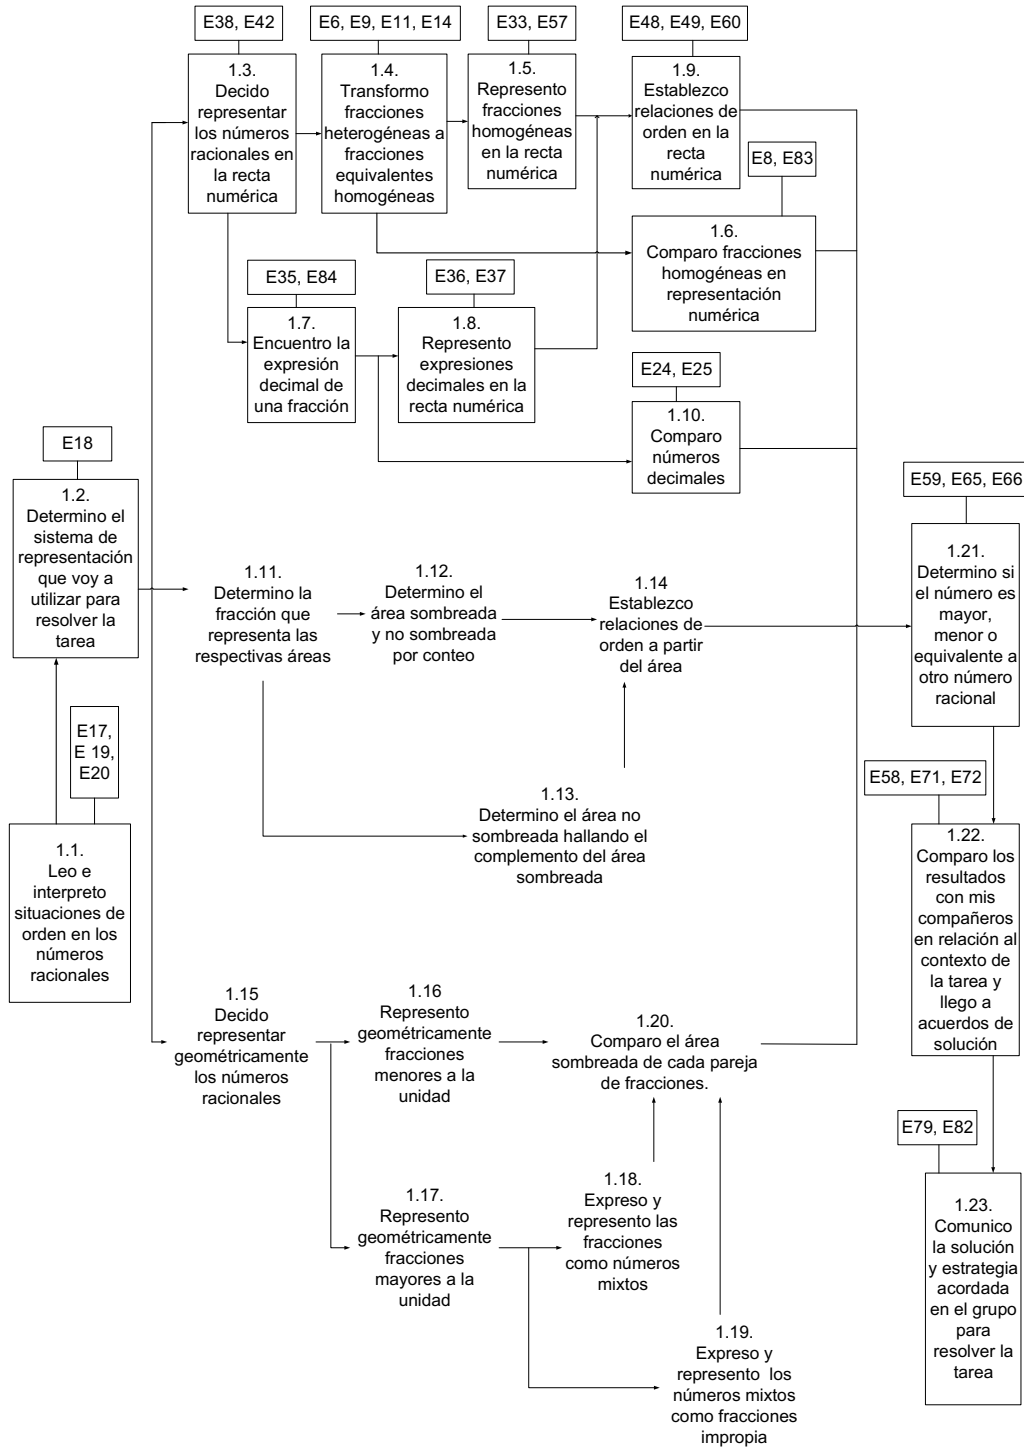 E38, E42
1.3.
Decido
representar
los números
racionales en
la recta
numérica
E6, E9, E11, E14
1.4.
Transformo
fracciones
heterogéneas a
fracciones
equivalentes
homogéneas
E33, E57
1.5.
Represento
fracciones
homogéneas
en la recta
numérica
E48, E49, E60
1.9.
Establezco
relaciones de
orden en la
recta
numérica
E8, E83
1.6.
Comparo fracciones
homogéneas en
representación
numérica
E35, E84
1.7.
Encuentro la
expresión
decimal de
una fracción
E36, E37
1.8.
Represento
expresiones
decimales en la
recta numérica
E24, E25
1.10.
Comparo
números
decimales
E18
1.2.
Determino el
sistema de
representación
que voy a
utilizar para
resolver la
tarea
E17,
E 19,
E20
1.1.
Leo e
interpreto
situaciones de
orden en los
números
racionales
1.11.
Determino la
fracción que
representa las
respectivas áreas
1.12.
Determino el
área sombreada
y no sombreada
por conteo
1.14
Establezco
relaciones de
orden a partir
del área
1.13.
Determino el área no
sombreada hallando el
complemento del área
sombreada
1.15
Decido
representar
geométricamente
los números
racionales
1.16
Represento
geométricamente
fracciones
menores a la
unidad
1.20.
Comparo el área
sombreada de cada pareja
de fracciones.
1.17.
Represento
geométricamente
fracciones
mayores a la
unidad
1.18.
Expreso y
represento las
fracciones
como números
mixtos
1.19.
Expreso y
represento los
números mixtos
como fracciones
impropia
E59, E65, E66
1.21.
Determino si
el número es
mayor,
menor o
equivalente a
otro número
racional
E58, E71, E72
1.22.
Comparo los
resultados
con mis
compañeros
en relación al
contexto de
la tarea y
llego a
acuerdos de
solución
E79, E82
1.23.
Comunico
la solución
y estrategia
acordada
en el grupo
para
resolver la
tarea